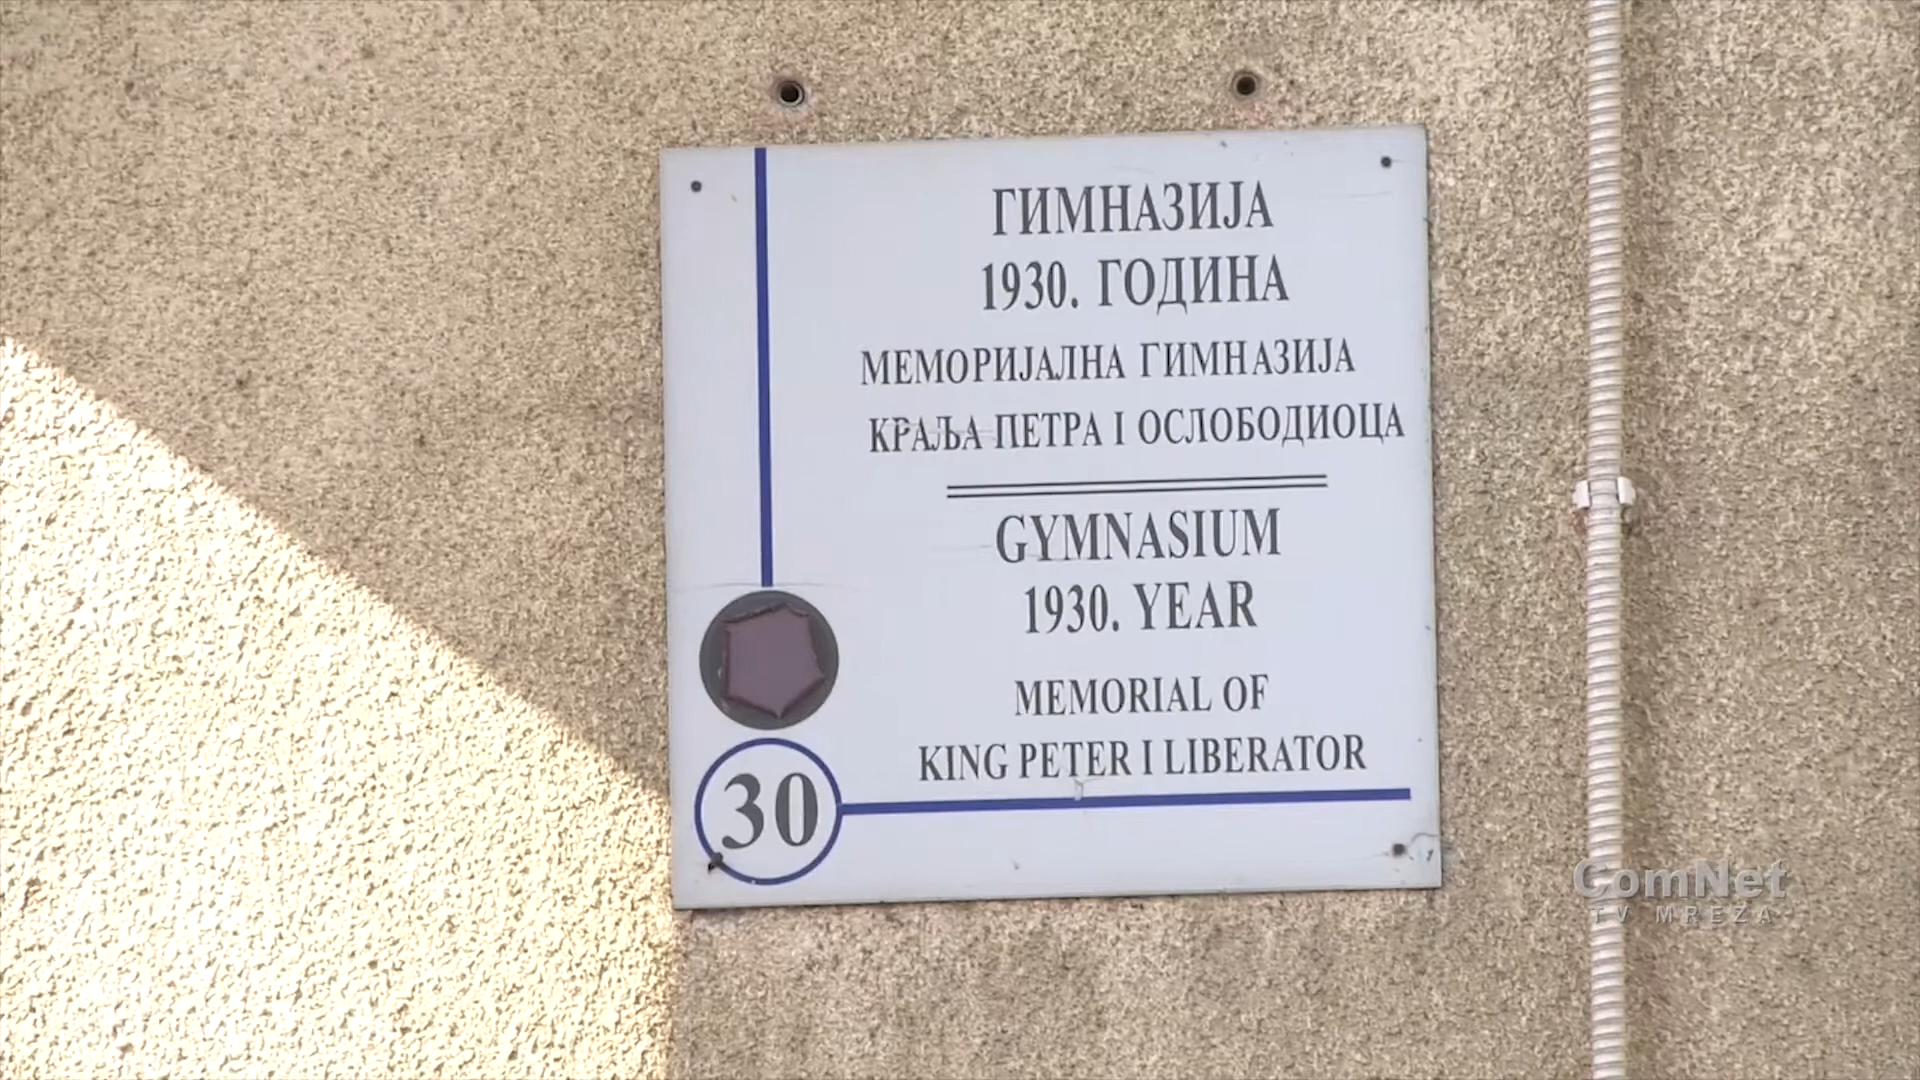 ГИМНАЗИЈА
1930. ГОДИНА
МЕМОРИЈАЛНА ГИМНАЗИЈА
КРАЉА ПЕТРА I ОСЛОБОДИОЦА
GYMNASIUM
1930. YEAR
MEMORIAL OF
KING PETER I LIBERATOR
30
ComNet
TV MREŽA